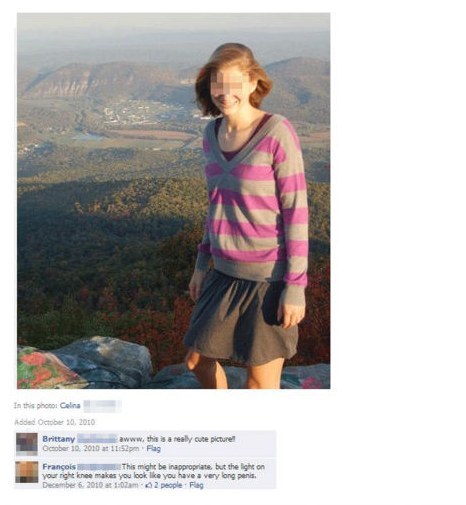 In this photo: Celina
Added October 10, 2010
Brittany awww, this is a really cute picture!!
October 10, 2010 at 11:52pm · Flag
François This might be inappropriate, but the light on
your right knee makes you look like you have a very long penis.
December 6, 2010 at 1:02am · 2 people · Flag